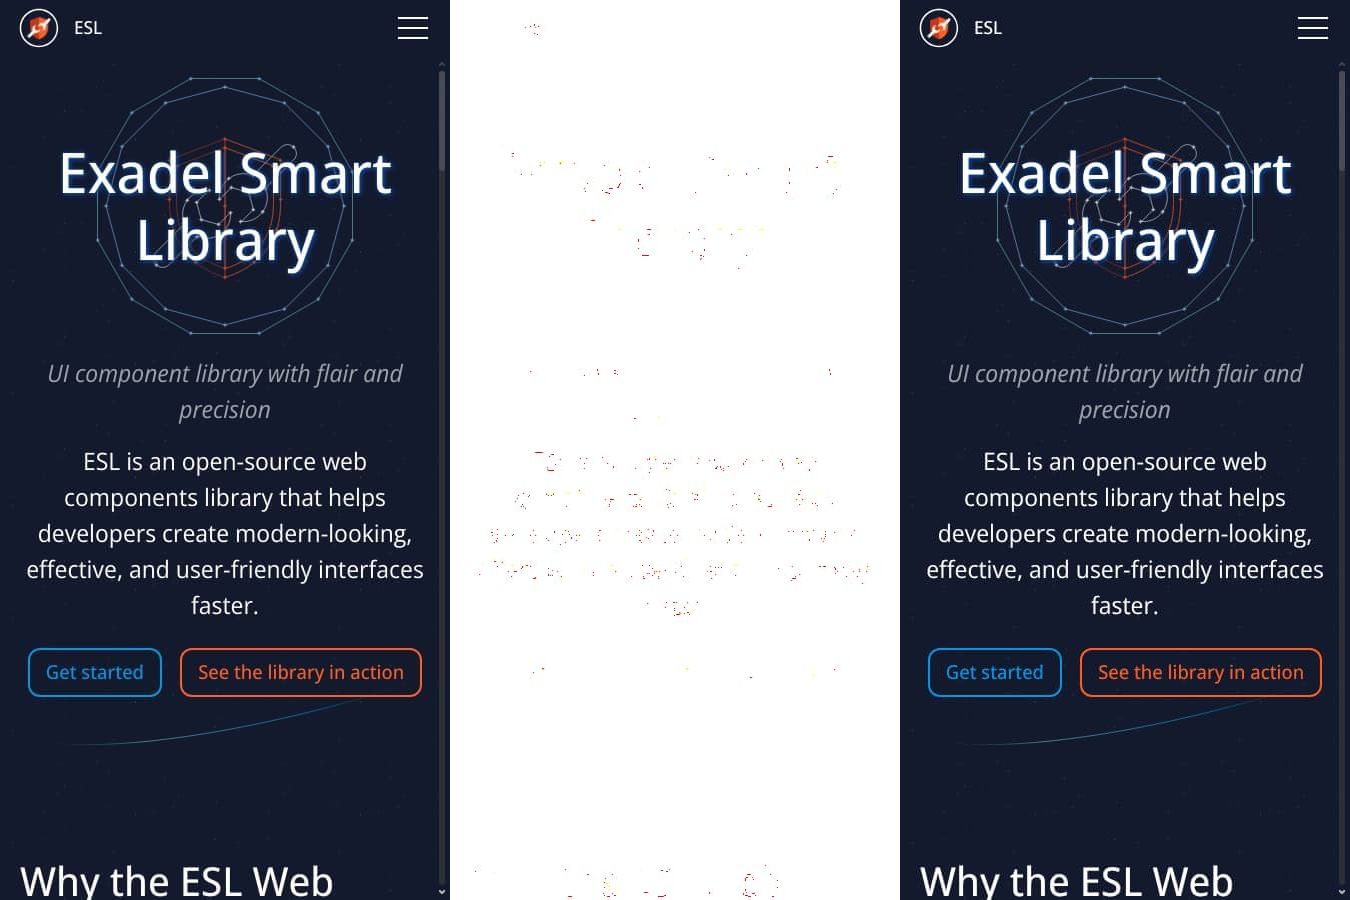 ESL
Exadel Smart
Library
UI component library with flair and
precision
ESL is an open-source web
components library that helps
developers create modern-looking,
effective, and user-friendly interfaces
faster.
Get started
See the library in action
Why the ESL Web
ESL
Exadel Smart
Library
UI component library with flair and
precision
ESL is an open-source web
components library that helps
developers create modern-looking,
effective, and user-friendly interfaces
faster.
Get started
See the library in action
Why the ESL Web